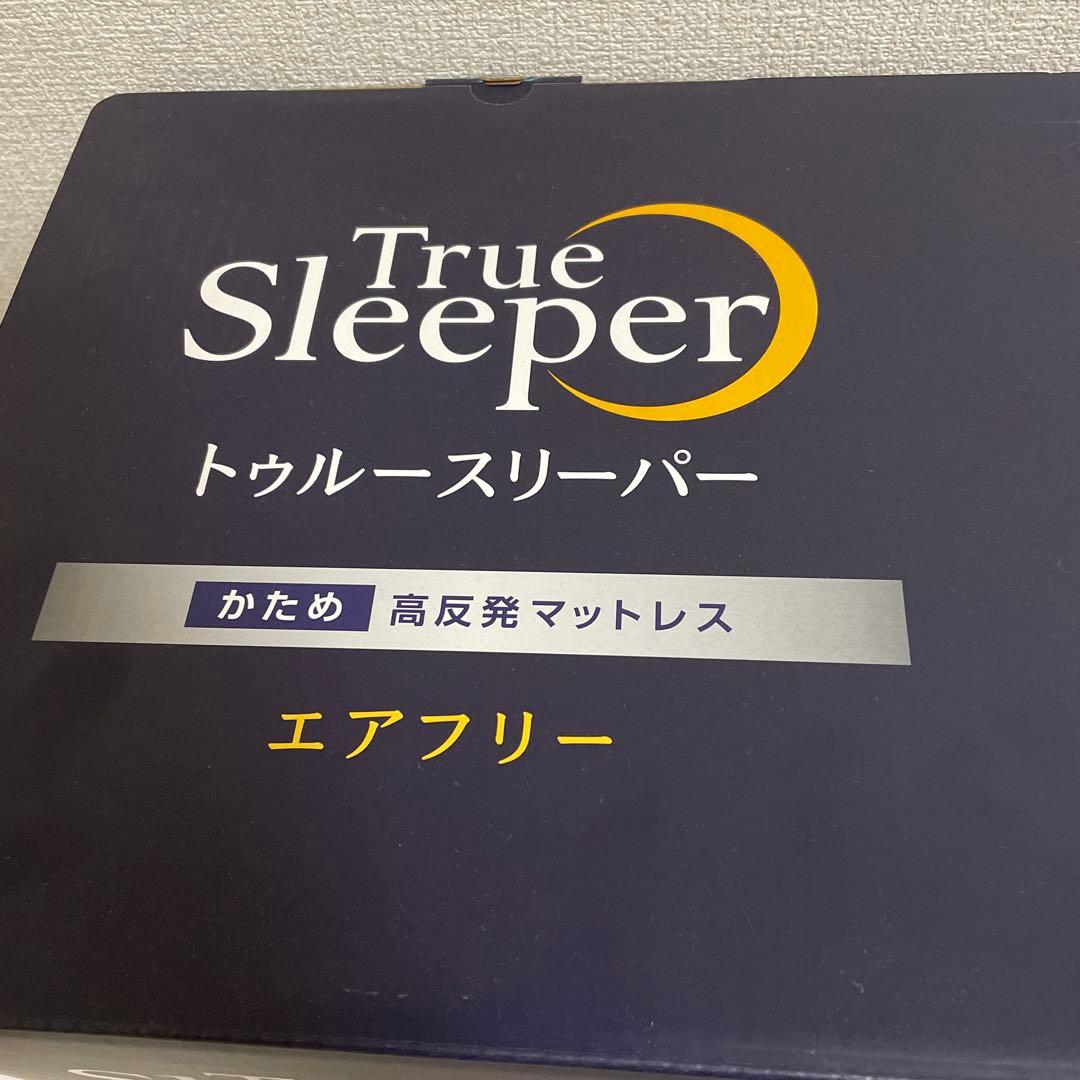 True
Sleeper
トゥルースリーパー
かため 高反発マットレス
エアフリー